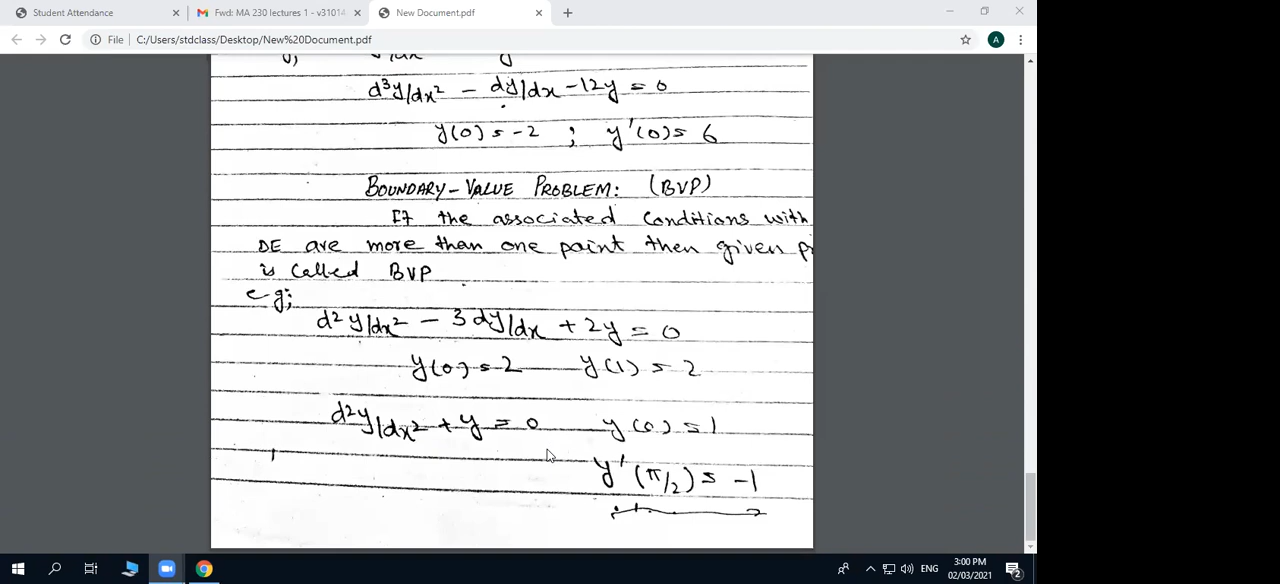 Student Attendance
Fwd: MA 230 lectures 1 - v31014
New Document.pdf
File
C:/Users/stdclass/Desktop/New%20Document.pdf
A
d³y/dx² - dy/dx -12y = 0
y(0) = -2 ; y'(0) = 6
BOUNDARY-VALUE PROBLEM: (BVP)
If the associated conditions with
DE are more than one point then given p
is called BVP
e-g;
d²y/dx² - 3dy/dx + 2y = 0
y(0) = 2 y(1) = 2
d²y/dx² + y = 0 y(0) = 1
y'(π/2) = -1
ENG
3:00 PM
02/03/2021
2